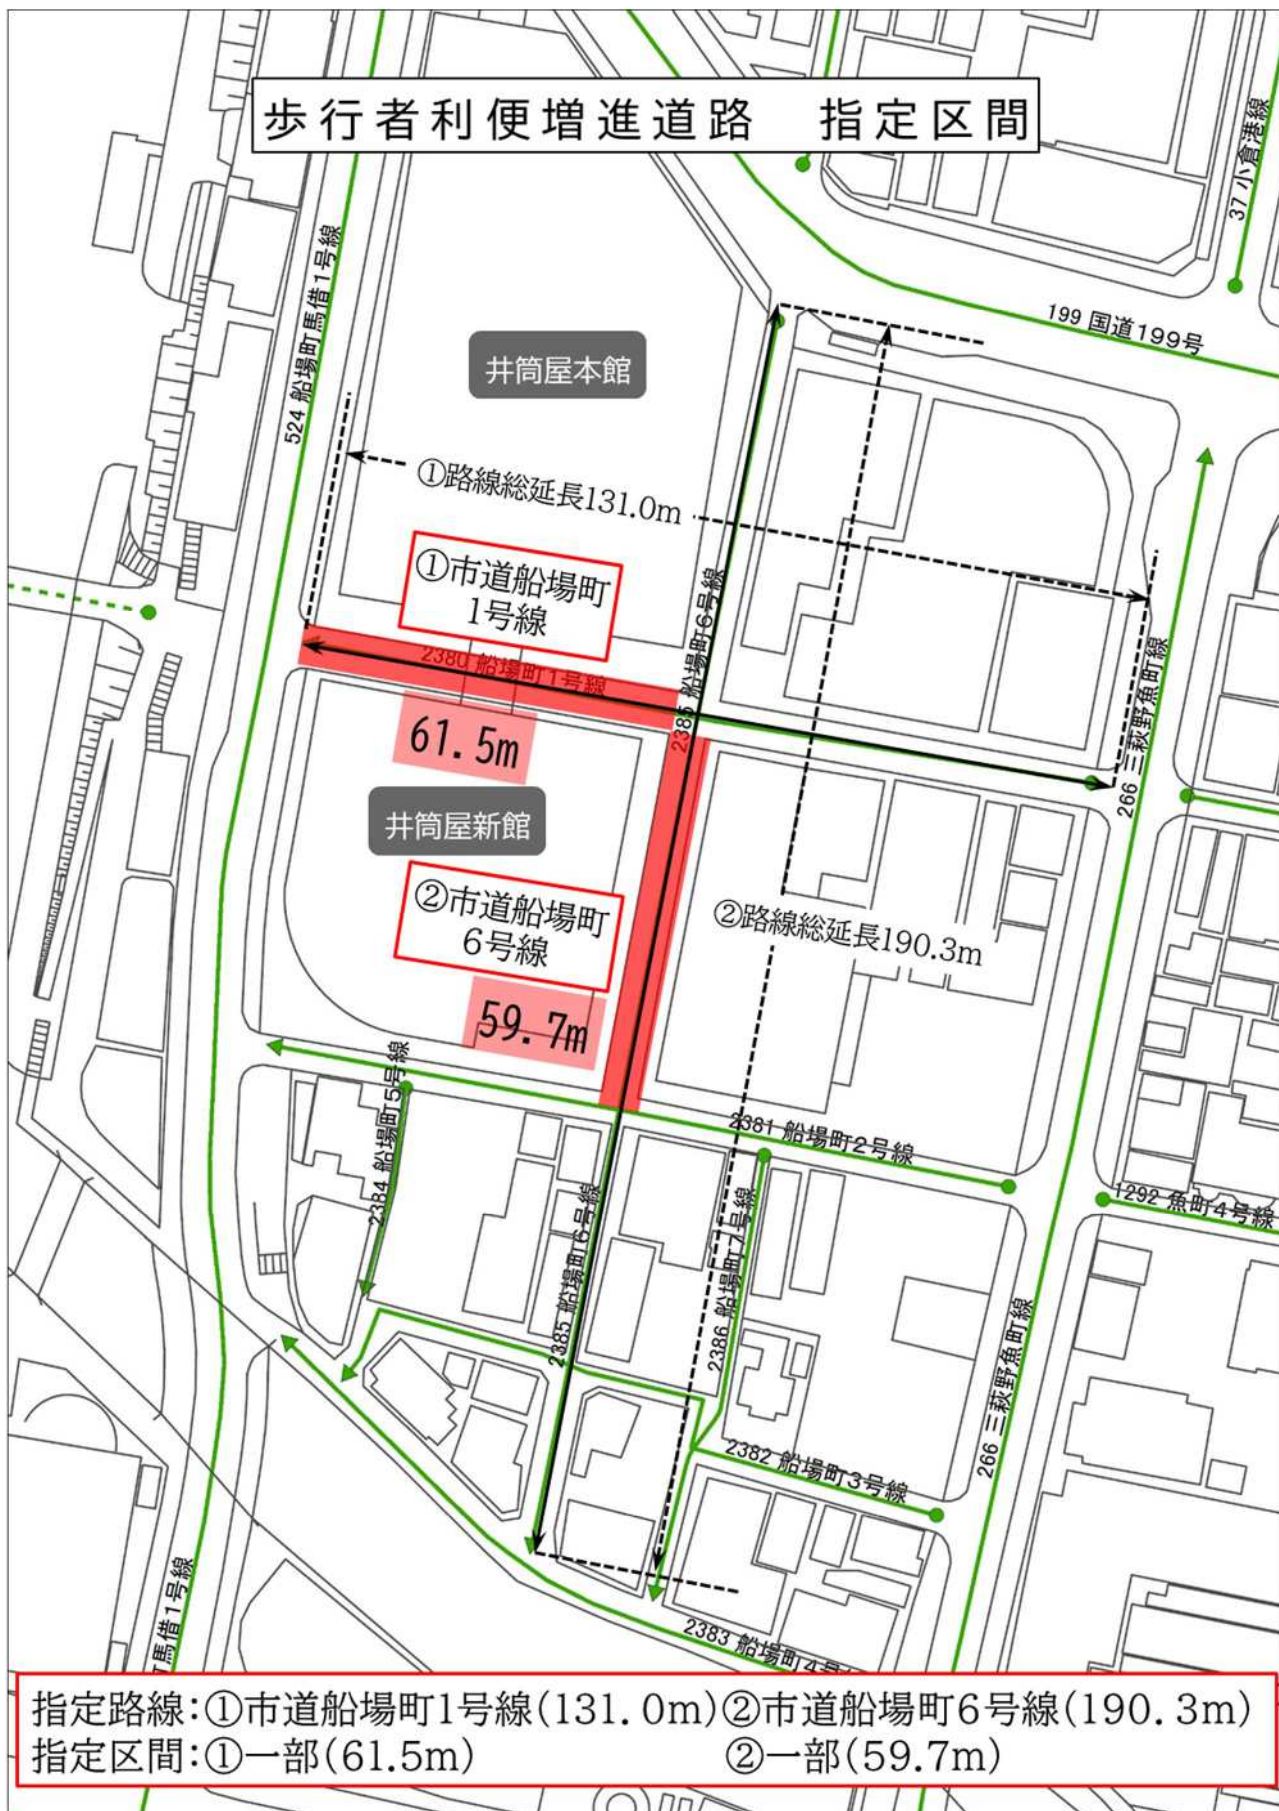 歩行者利便増進道路　指定区間
37 小倉港線
199 国道199号
524 船場町馬借1号線
井筒屋本館
①路線総延長131.0m
①市道船場町
1号線
2380 船場町1号線
2385 船場町6号線
266 三萩野魚町線
61.5m
井筒屋新館
②市道船場町
6号線
②路線総延長190.3m
59.7m
2384 船場町5号線
2381 船場町2号線
1292 魚町4号線
2385 船場町6号線
2386 船場町7号線
266 三萩野魚町線
2382 船場町3号線
馬借1号線
2383 船場町4号
指定路線:①市道船場町1号線(131.0m)②市道船場町6号線(190.3m)
指定区間:①一部(61.5m)　②一部(59.7m)